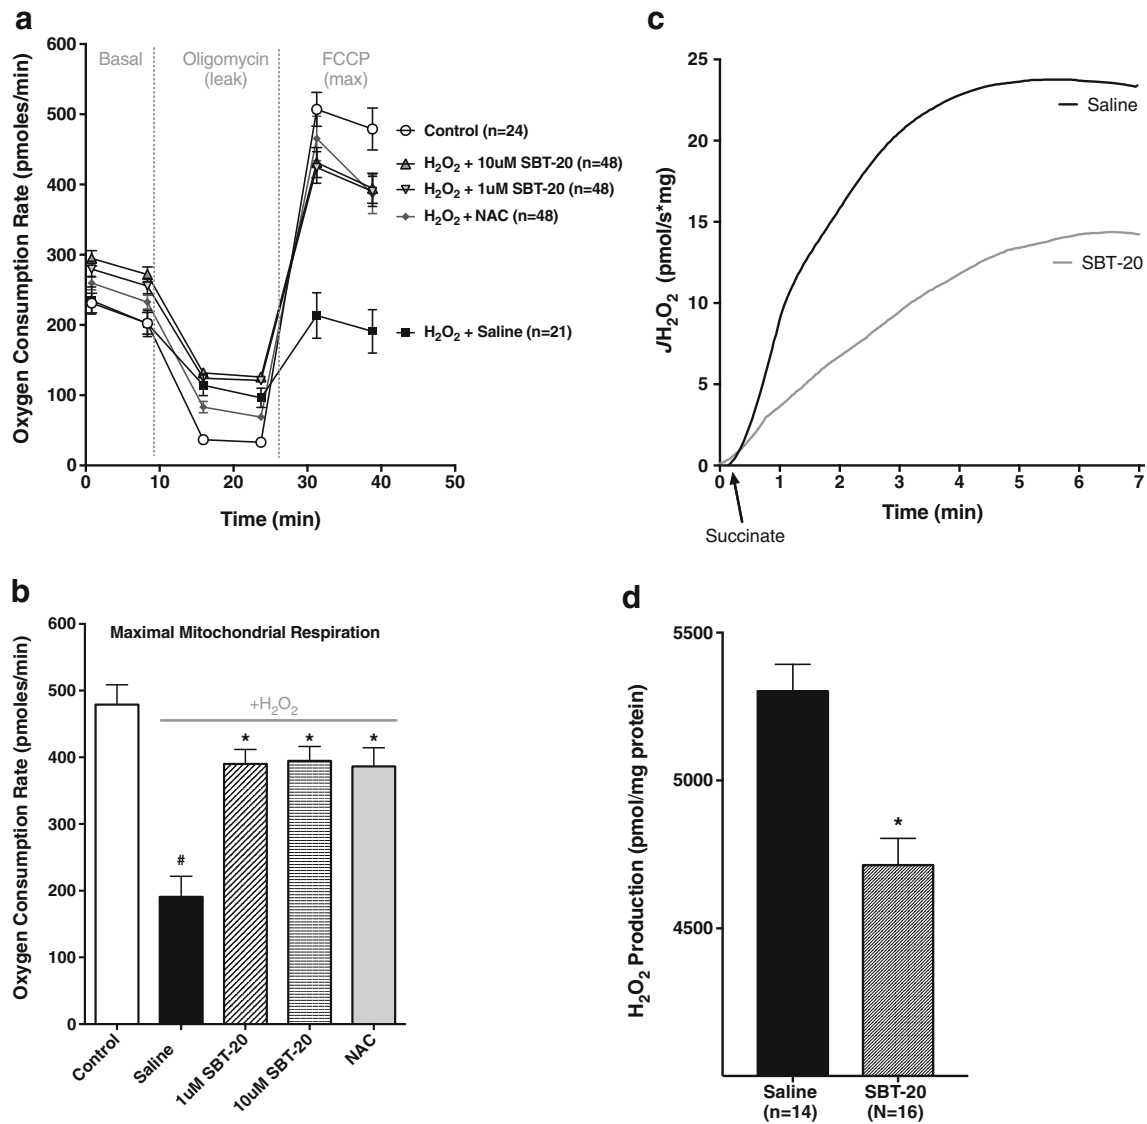 a
600
500
400
300
200
100
0
Oxygen Consumption Rate (pmoles/min)
Basal
Oligomycin
(leak)
FCCP
(max)
Control (n=24)
H₂O₂ + 10uM SBT-20 (n=48)
H₂O₂ + 1uM SBT-20 (n=48)
H₂O₂ + NAC (n=48)
H₂O₂ + Saline (n=21)
0 10 20 30 40 50
Time (min)
c
25
20
15
10
5
0
JH₂O₂ (pmol/s*mg)
Saline
SBT-20
0 1 2 3 4 5 6 7
Time (min)
Succinate
b
600
500
400
300
200
100
0
Oxygen Consumption Rate (pmoles/min)
Maximal Mitochondrial Respiration
+H₂O₂
#
* * *
Control
Saline
1uM SBT-20
10uM SBT-20
NAC
d
5500
5000
4500
H₂O₂ Production (pmol/mg protein)
*
Saline
(n=14)
SBT-20
(N=16)